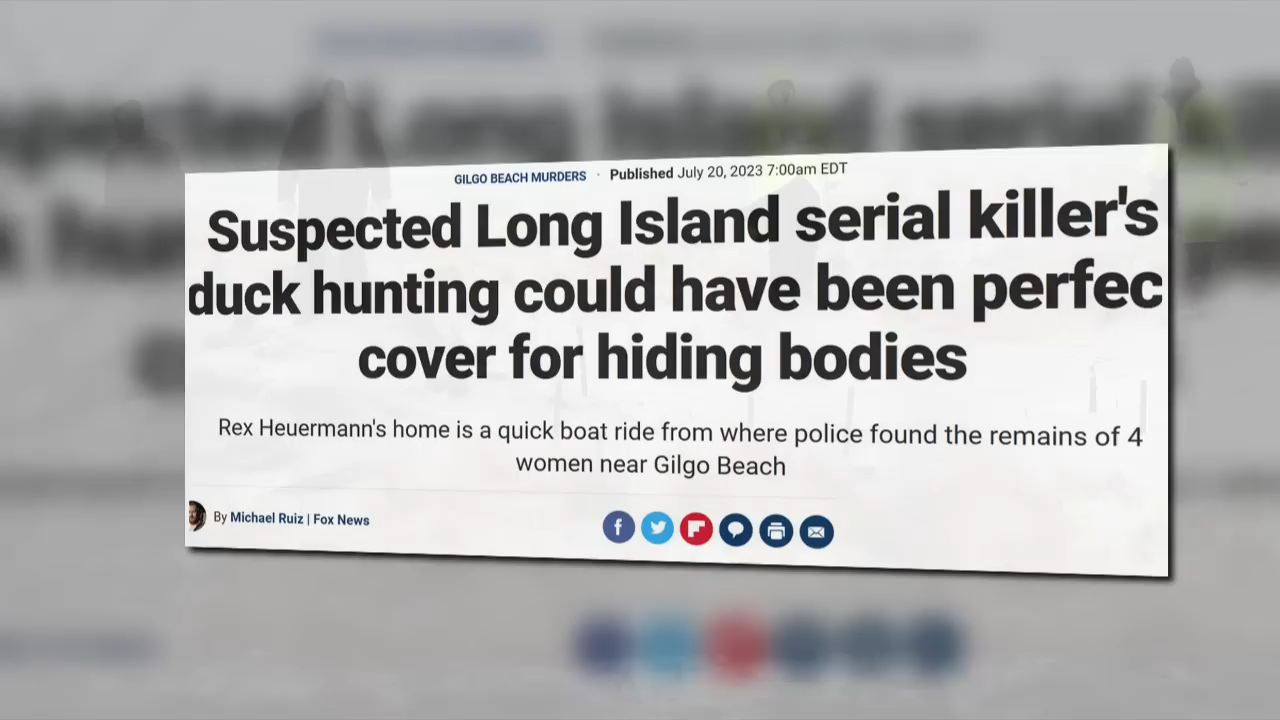 GILGO BEACH MURDERS · Published July 20, 2023 7:00am EDT
Suspected Long Island serial killer's
duck hunting could have been perfec
cover for hiding bodies
Rex Heuermann's home is a quick boat ride from where police found the remains of 4
women near Gilgo Beach
By Michael Ruiz | Fox News